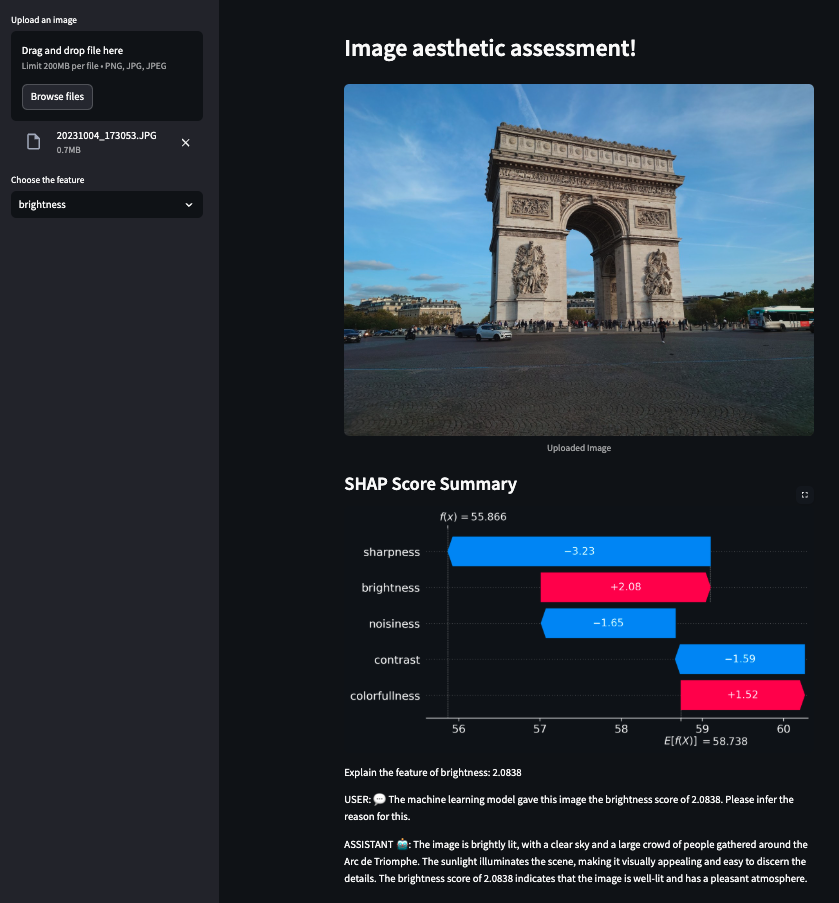 Upload an image
Drag and drop file here
Limit 200MB per file • PNG, JPG, JPEG
Browse files
20231004_173053.JPG
0.7MB
Choose the feature
brightness
Image aesthetic assessment!
Uploaded Image
SHAP Score Summary
f(x) = 55.866
sharpness
−3.23
brightness
+2.08
noisiness
−1.65
contrast
−1.59
colorfullness
+1.52
56 57 58 59 60
E[f(X)] = 58.738
Explain the feature of brightness: 2.0838
USER: 💬 The machine learning model gave this image the brightness score of 2.0838. Please infer the
reason for this.
ASSISTANT 🤖: The image is brightly lit, with a clear sky and a large crowd of people gathered around the
Arc de Triomphe. The sunlight illuminates the scene, making it visually appealing and easy to discern the
details. The brightness score of 2.0838 indicates that the image is well-lit and has a pleasant atmosphere.